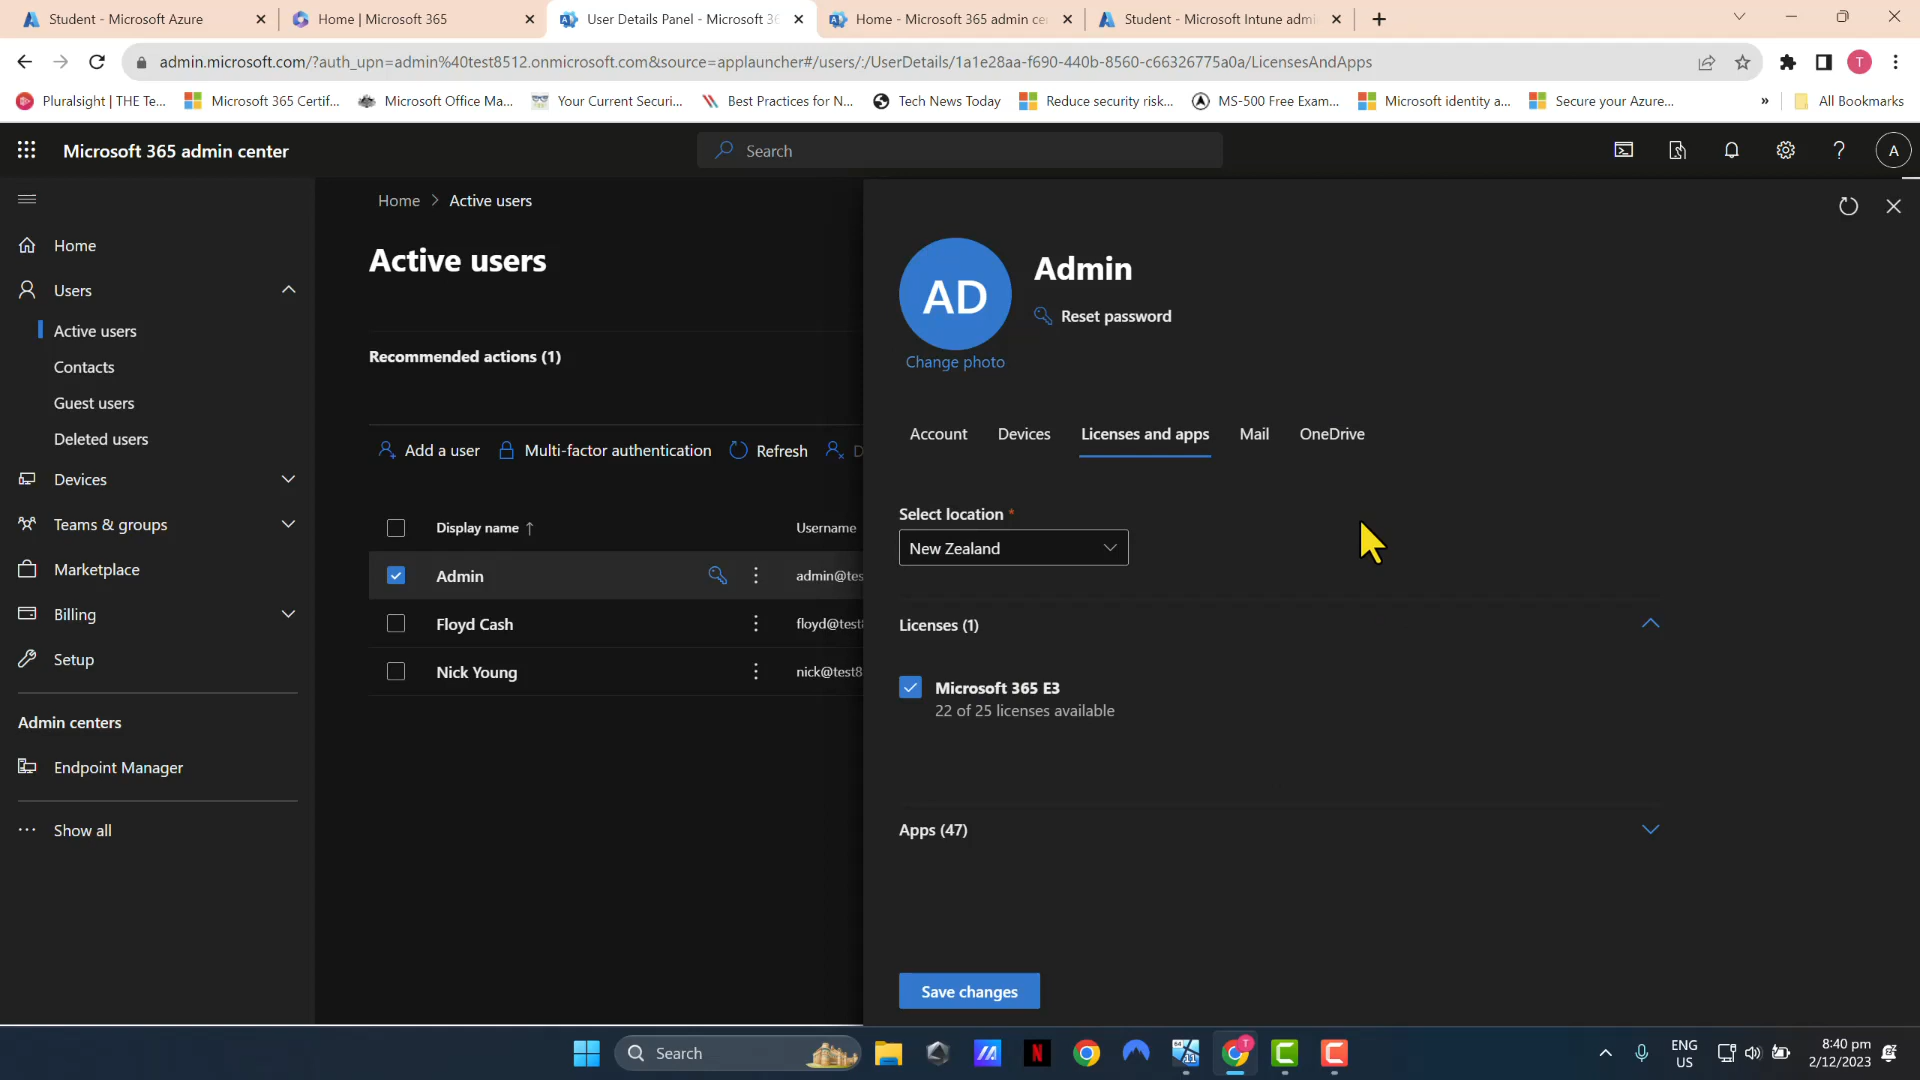 Student - Microsoft Azure
Home | Microsoft 365
User Details Panel - Microsoft 36
Home - Microsoft 365 admin ce
Student - Microsoft Intune admi
admin.microsoft.com/?auth_upn=admin%40test8512.onmicrosoft.com&source=applauncher#/users/:/UserDetails/1a1e28aa-f690-440b-8560-c66326775a0a/LicensesAndApps
T
Pluralsight | THE Te...
Microsoft 365 Certif...
Microsoft Office Ma...
Your Current Securi...
Best Practices for N...
Tech News Today
Reduce security risk...
MS-500 Free Exam...
Microsoft identity a...
Secure your Azure...
»
All Bookmarks
Microsoft 365 admin center
Search
A
Home
Users
Active users
Contacts
Guest users
Deleted users
Devices
Teams & groups
Marketplace
Billing
Setup
Admin centers
Endpoint Manager
Show all
Home > Active users
Active users
Recommended actions (1)
Add a user
Multi-factor authentication
Refresh
D
Display name ↑
Username
Admin
admin@tes
Floyd Cash
floyd@test
Nick Young
nick@test8
AD
Change photo
Admin
Reset password
Account
Devices
Licenses and apps
Mail
OneDrive
Select location *
New Zealand
Licenses (1)
Microsoft 365 E3
22 of 25 licenses available
Apps (47)
Save changes
Search
N
T
ENG
US
8:40 pm
2/12/2023